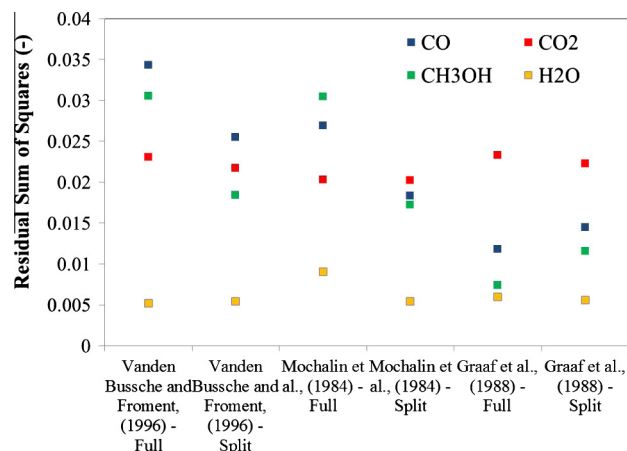 Residual Sum of Squares (-)
0.04
0.035
0.03
0.025
0.02
0.015
0.01
0.005
0
CO
CO2
CH3OH
H2O
Vanden Bussche and Froment, (1996) - Full
Vanden Bussche and Froment, (1996) - Split
Mochalin et al., (1984) - Full
Mochalin et al., (1984) - Split
Graaf et al., (1988) - Full
Graaf et al., (1988) - Split